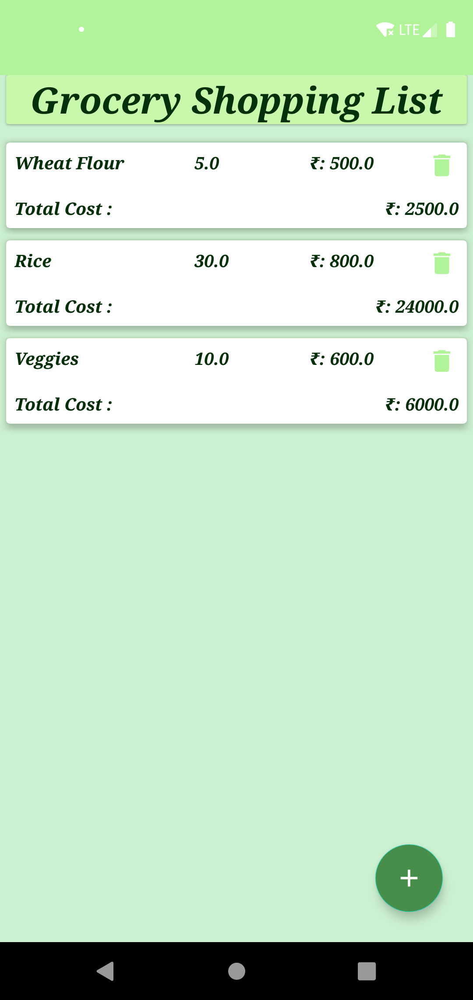 LTE
Grocery Shopping List
Wheat Flour 5.0 ₹: 500.0
Total Cost : ₹: 2500.0
Rice 30.0 ₹: 800.0
Total Cost : ₹: 24000.0
Veggies 10.0 ₹: 600.0
Total Cost : ₹: 6000.0